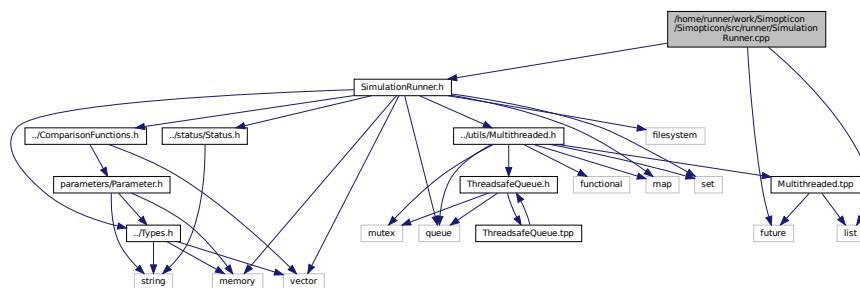 /home/runner/work/Simopticon
/Simopticon/src/runner/Simulation
Runner.cpp
SimulationRunner.h
../ComparisonFunctions.h
../status/Status.h
../utils/Multithreaded.h
filesystem
parameters/Parameter.h
ThreadsafeQueue.h
functional
map
set
Multithreaded.tpp
../Types.h
mutex
queue
ThreadsafeQueue.tpp
future
list
string
memory
vector